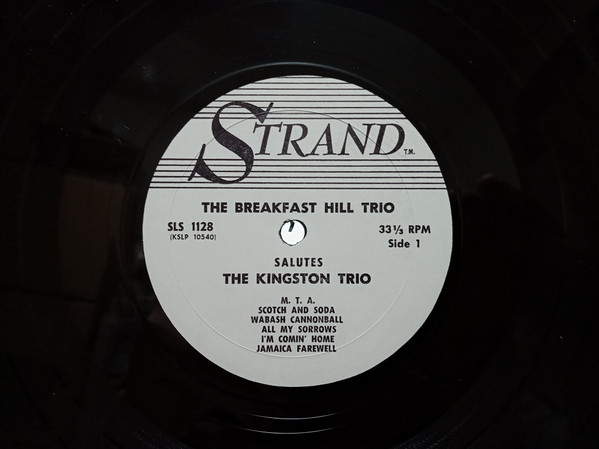 STRAND T.M.
THE BREAKFAST HILL TRIO
SLS 1128 33⅓ RPM
(KSLP 10540) Side 1
SALUTES
THE KINGSTON TRIO
M. T. A.
SCOTCH AND SODA
WABASH CANNONBALL
ALL MY SORROWS
I'M COMIN' HOME
JAMAICA FAREWELL